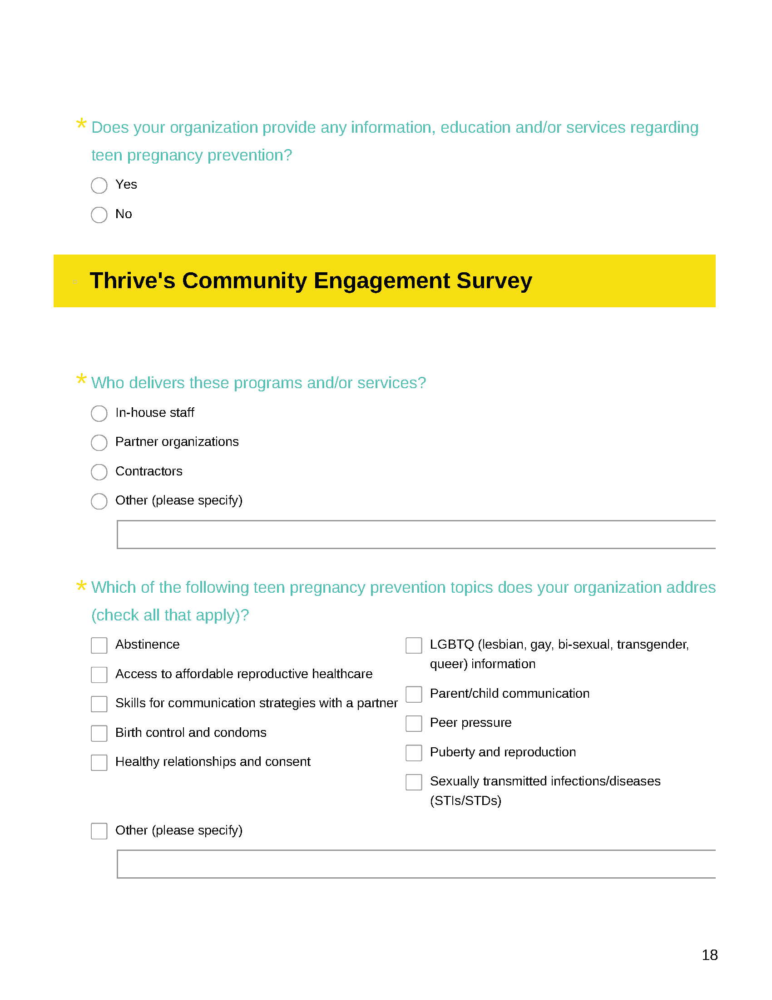 * Does your organization provide any information, education and/or services regarding
teen pregnancy prevention?
Yes
No
Thrive's Community Engagement Survey
* Who delivers these programs and/or services?
In-house staff
Partner organizations
Contractors
Other (please specify)
* Which of the following teen pregnancy prevention topics does your organization addres
(check all that apply)?
Abstinence
Access to affordable reproductive healthcare
Skills for communication strategies with a partner
Birth control and condoms
Healthy relationships and consent
LGBTQ (lesbian, gay, bi-sexual, transgender,
queer) information
Parent/child communication
Peer pressure
Puberty and reproduction
Sexually transmitted infections/diseases
(STIs/STDs)
Other (please specify)
18